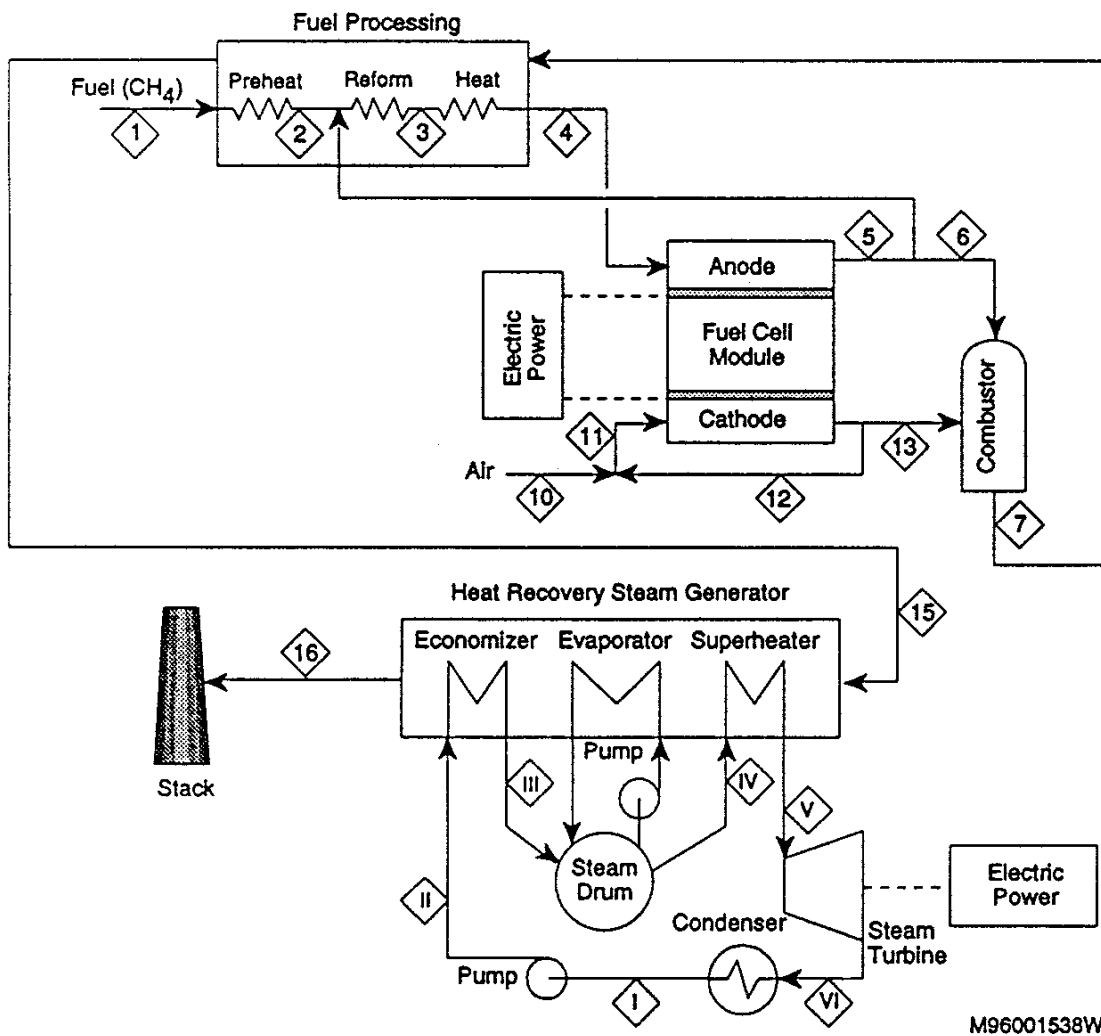 Fuel Processing
Fuel (CH4)
Preheat
Reform
Heat
1
2
3
4
5
6
Anode
Electric
Power
Fuel Cell
Module
Combustor
Cathode
11
13
Air
10
12
7
Heat Recovery Steam Generator
15
Economizer
Evaporator
Superheater
16
Pump
Stack
III
IV
V
Steam
Drum
Electric
Power
II
Condenser
Steam
Turbine
Pump
I
VI
M96001538W